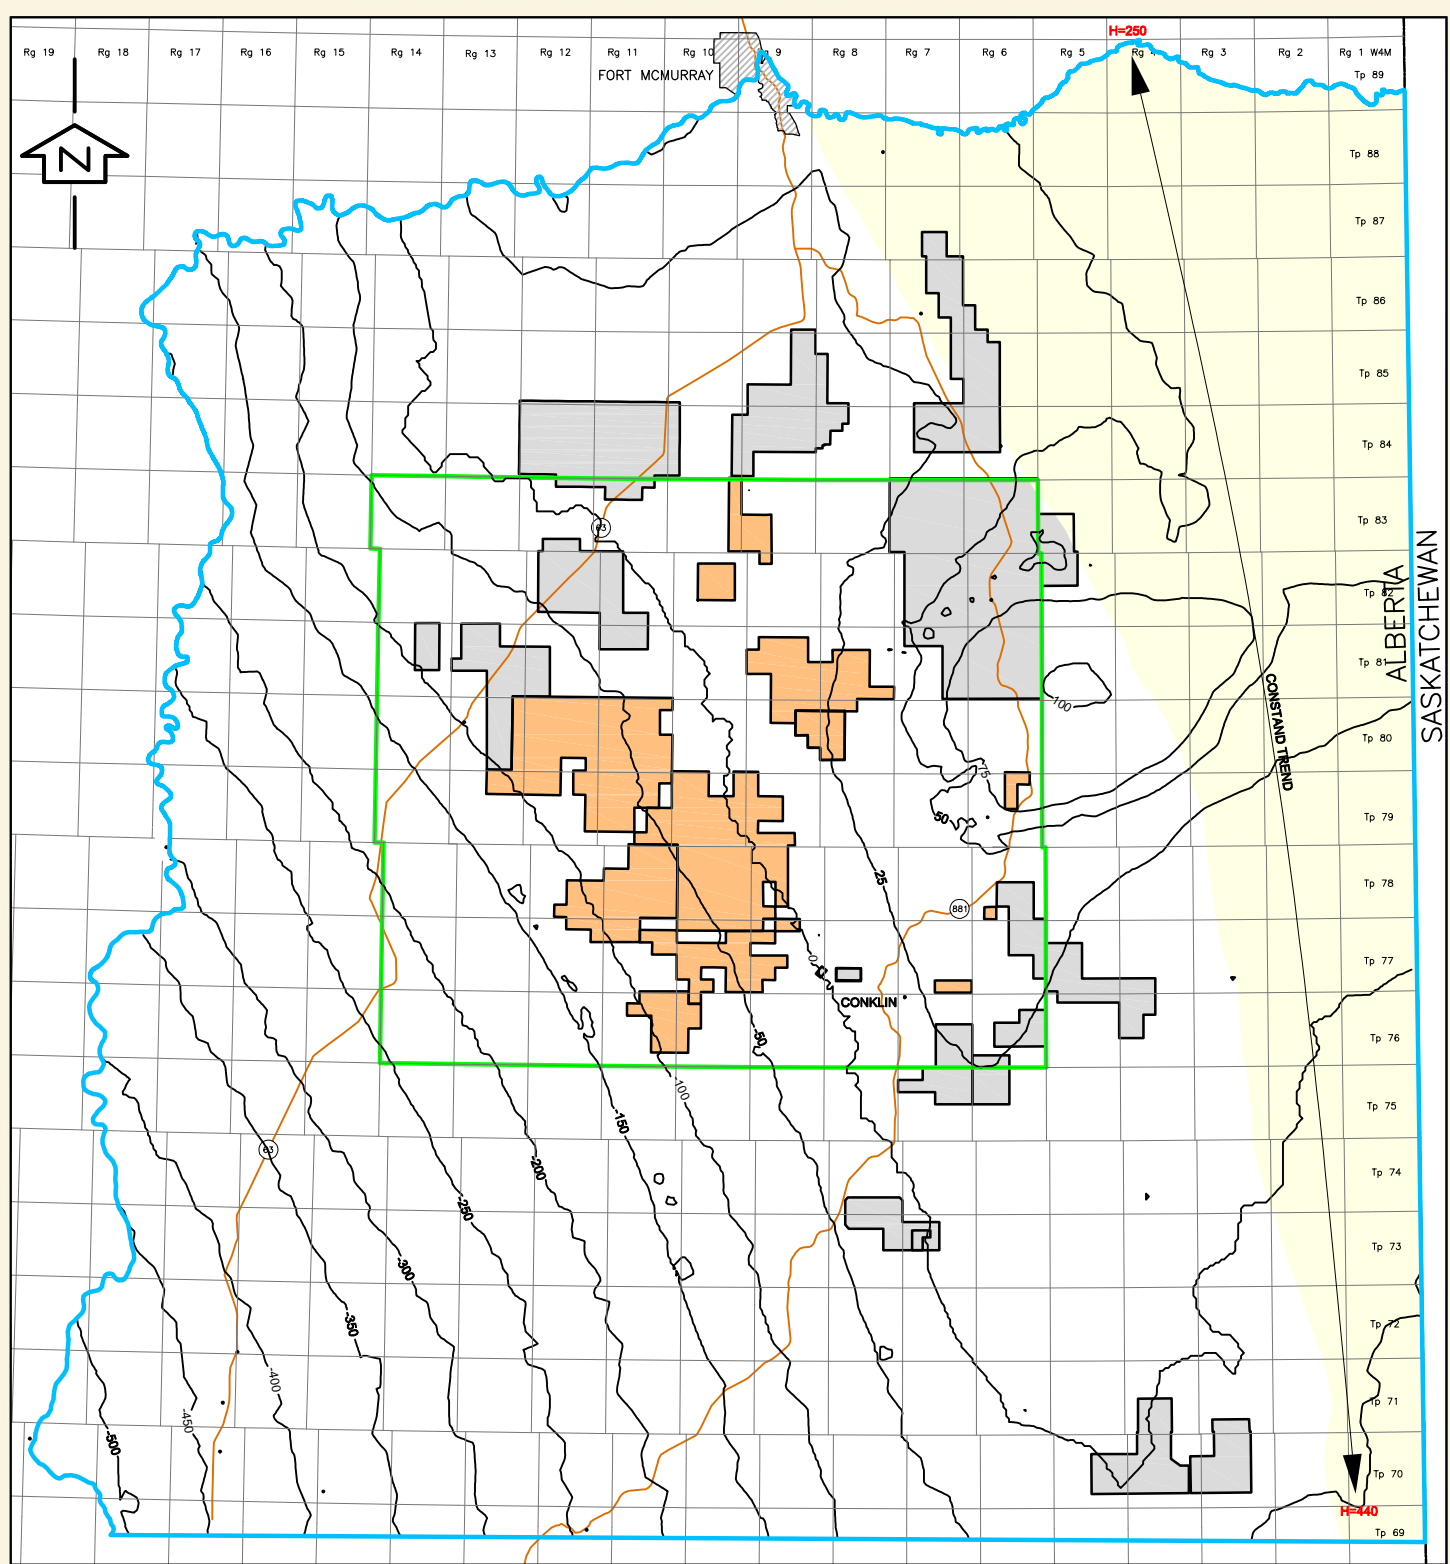 H=250
Rg 19 Rg 18 Rg 17 Rg 16 Rg 15 Rg 14 Rg 13 Rg 12 Rg 11 Rg 10 Rg 9 Rg 8 Rg 7 Rg 6 Rg 5 Rg 4 Rg 3 Rg 2 Rg 1 W4M
FORT MCMURRAY
Tp 89
N
Tp 88
Tp 87
Tp 86
Tp 85
Tp 84
63
Tp 83
ALBERTA
SASKATCHEWAN
Tp 82
Tp 81
CONSTAND TREND
100
Tp 80
75
50
Tp 79
25
Tp 78
881
0
Tp 77
CONKLIN
-50
Tp 76
-100
Tp 75
-150
63
-200
Tp 74
-250
Tp 73
-300
-350
Tp 72
-400
Tp 71
-450
-500
Tp 70
H=440
Tp 69